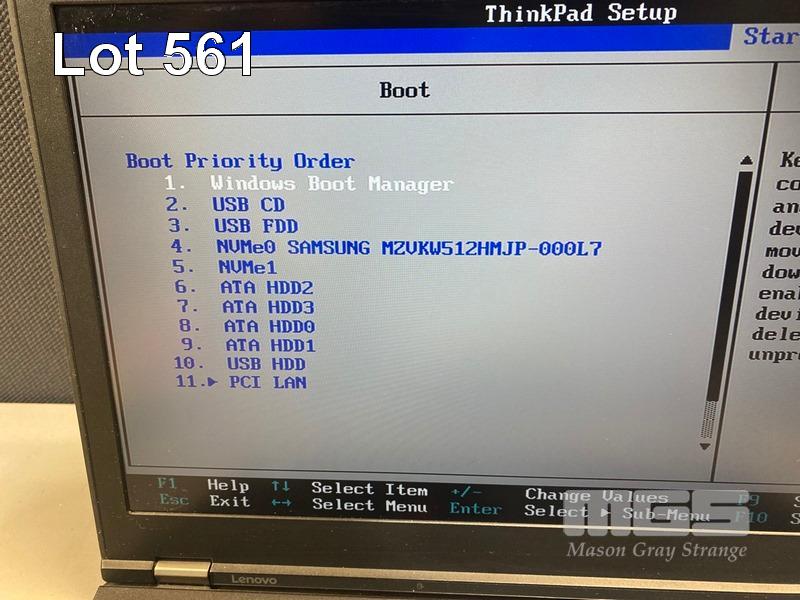 Lot 561
ThinkPad Setup
Boot
Boot Priority Order
1. Windows Boot Manager
2. USB CD
3. USB FDD
4. NVMe0 SAMSUNG MZVKW512HMJP-000L7
5. NVMe1
6. ATA HDD2
7. ATA HDD3
8. ATA HDD0
9. ATA HDD1
10. USB HDD
11.▶ PCI LAN
F1 Help ↑↓ Select Item +/- Change Values F9
Esc Exit ←→ Select Menu Enter Select ▶ Sub-Menu F10
MGS
Mason Gray Strange
Lenovo